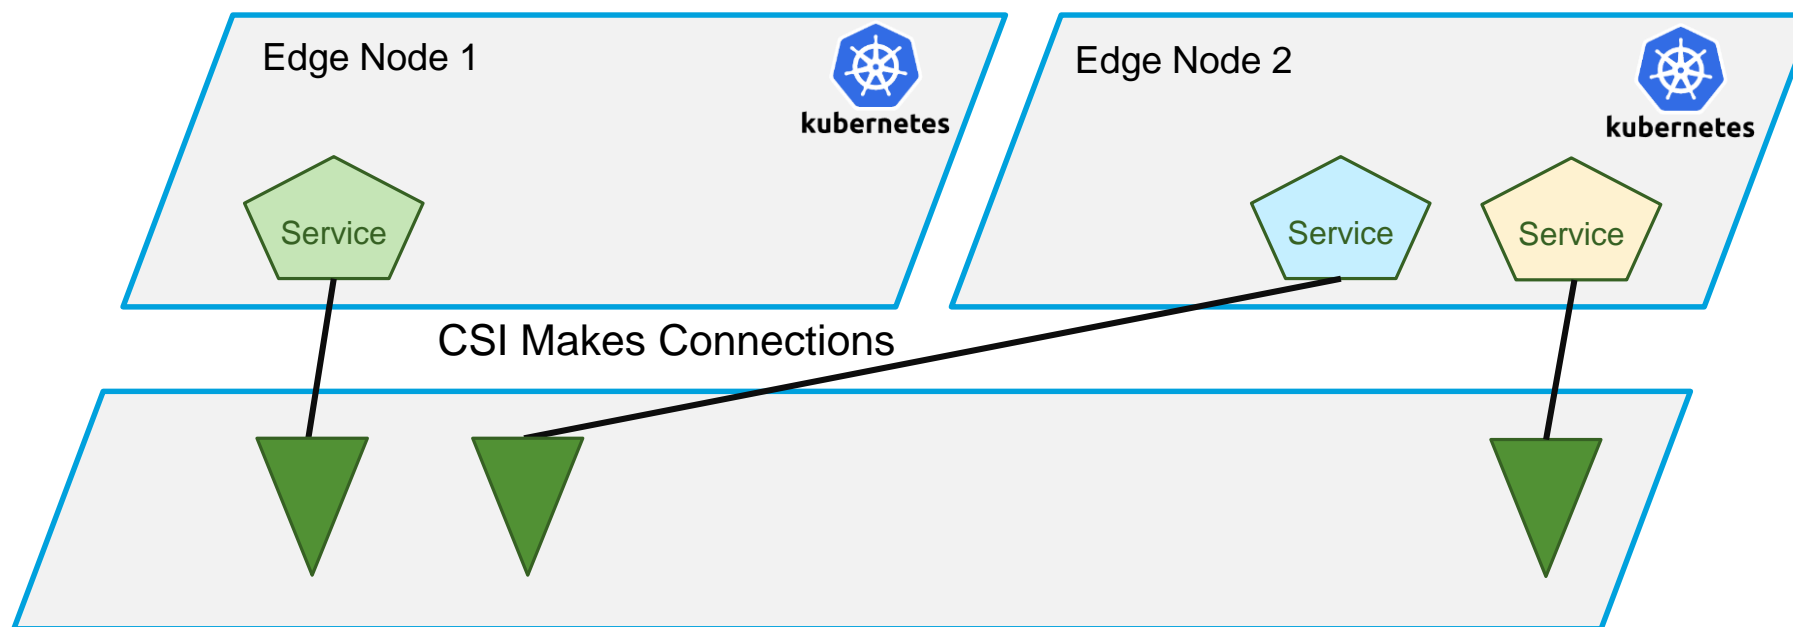 Edge Node 1
kubernetes
Edge Node 2
kubernetes
Service
Service
Service
CSI Makes Connections